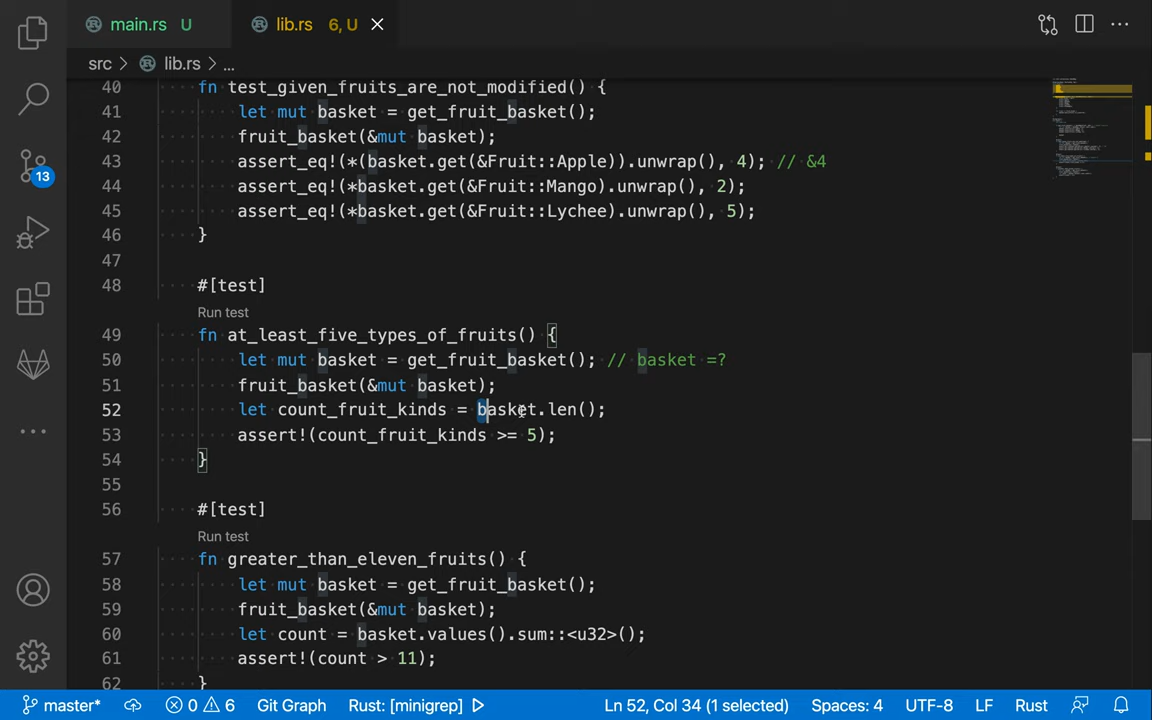 main.rs U lib.rs 6, U
src > lib.rs > ...
40 fn test_given_fruits_are_not_modified() {
41 let mut basket = get_fruit_basket();
42 fruit_basket(&mut basket);
43 assert_eq!(*(basket.get(&Fruit::Apple)).unwrap(), 4); // &4
44 assert_eq!(*basket.get(&Fruit::Mango).unwrap(), 2);
45 assert_eq!(*basket.get(&Fruit::Lychee).unwrap(), 5);
46 }
47
48 #[test]
Run test
49 fn at_least_five_types_of_fruits() {
50 let mut basket = get_fruit_basket(); // basket =?
51 fruit_basket(&mut basket);
52 let count_fruit_kinds = basket.len();
53 assert!(count_fruit_kinds >= 5);
54 }
55
56 #[test]
Run test
57 fn greater_than_eleven_fruits() {
58 let mut basket = get_fruit_basket();
59 fruit_basket(&mut basket);
60 let count = basket.values().sum::<u32>();
61 assert!(count > 11);
62 }
13
master* 0 6 Git Graph Rust: [minigrep] Ln 52, Col 34 (1 selected) Spaces: 4 UTF-8 LF Rust